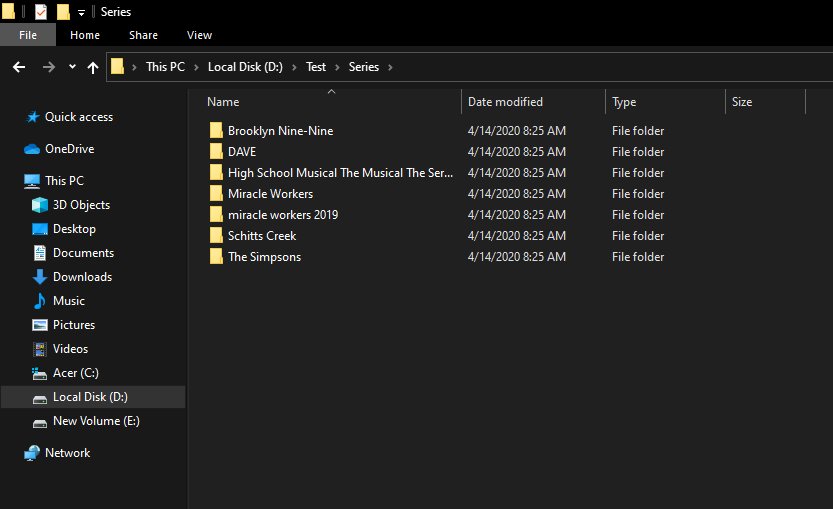 Series
File Home Share View
This PC Local Disk (D:) Test Series
Name Date modified Type Size
Quick access
OneDrive
This PC
3D Objects
Desktop
Documents
Downloads
Music
Pictures
Videos
Acer (C:)
Local Disk (D:)
New Volume (E:)
Network
Brooklyn Nine-Nine 4/14/2020 8:25 AM File folder
DAVE 4/14/2020 8:25 AM File folder
High School Musical The Musical The Ser... 4/14/2020 8:25 AM File folder
Miracle Workers 4/14/2020 8:25 AM File folder
miracle workers 2019 4/14/2020 8:25 AM File folder
Schitts Creek 4/14/2020 8:25 AM File folder
The Simpsons 4/14/2020 8:25 AM File folder